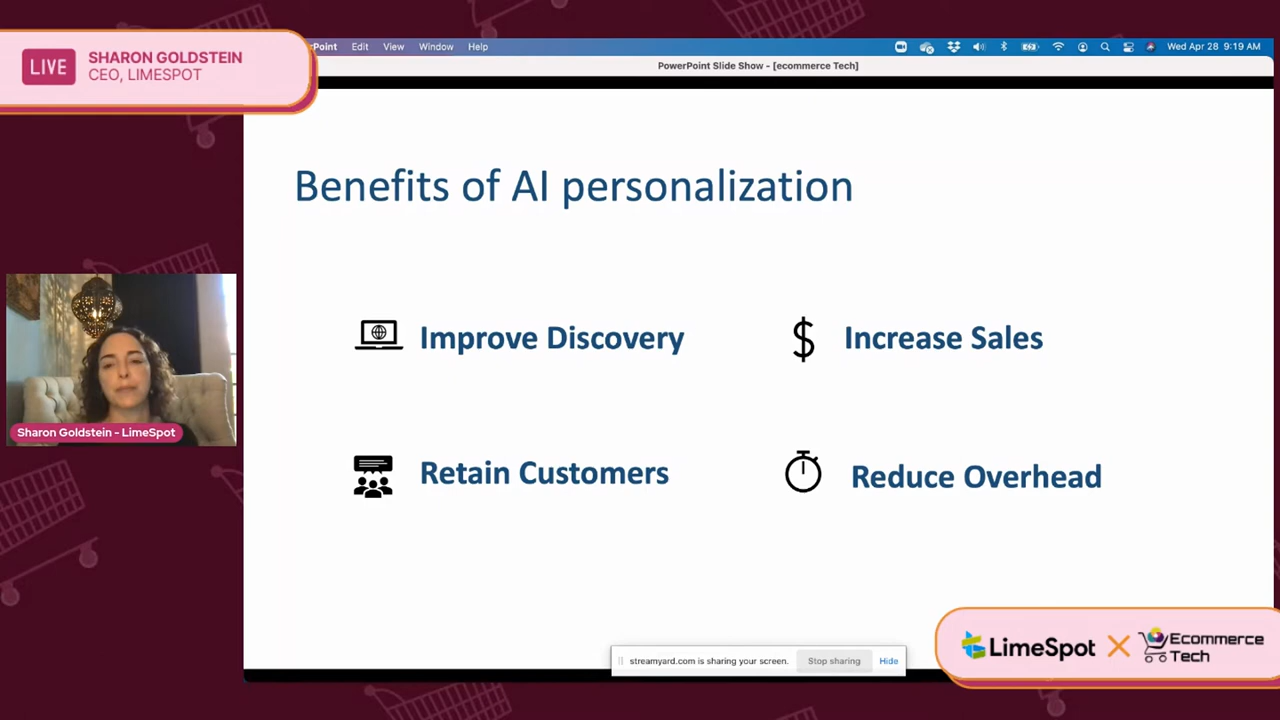 LIVE
SHARON GOLDSTEIN
CEO, LIMESPOT
Point Edit View Window Help
Wed Apr 28 9:19 AM
PowerPoint Slide Show - [ecommerce Tech]
Benefits of AI personalization
Improve Discovery
$ Increase Sales
Retain Customers
Reduce Overhead
Sharon Goldstein - LimeSpot
streamyard.com is sharing your screen. Stop sharing Hide
LimeSpot X Ecommerce
Tech